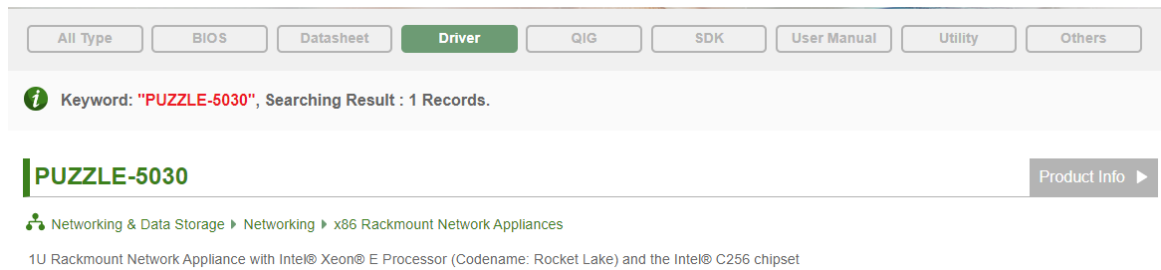 All Type BIOS Datasheet Driver QIG SDK User Manual Utility Others
Keyword: "PUZZLE-5030", Searching Result : 1 Records.
PUZZLE-5030 Product Info
Networking & Data Storage Networking x86 Rackmount Network Appliances
1U Rackmount Network Appliance with Intel® Xeon® E Processor (Codename: Rocket Lake) and the Intel® C256 chipset